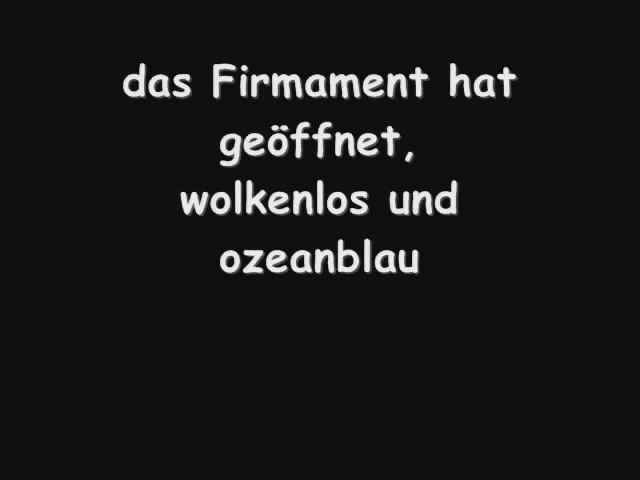 das Firmament hat
geöffnet,
wolkenlos und
ozeanblau